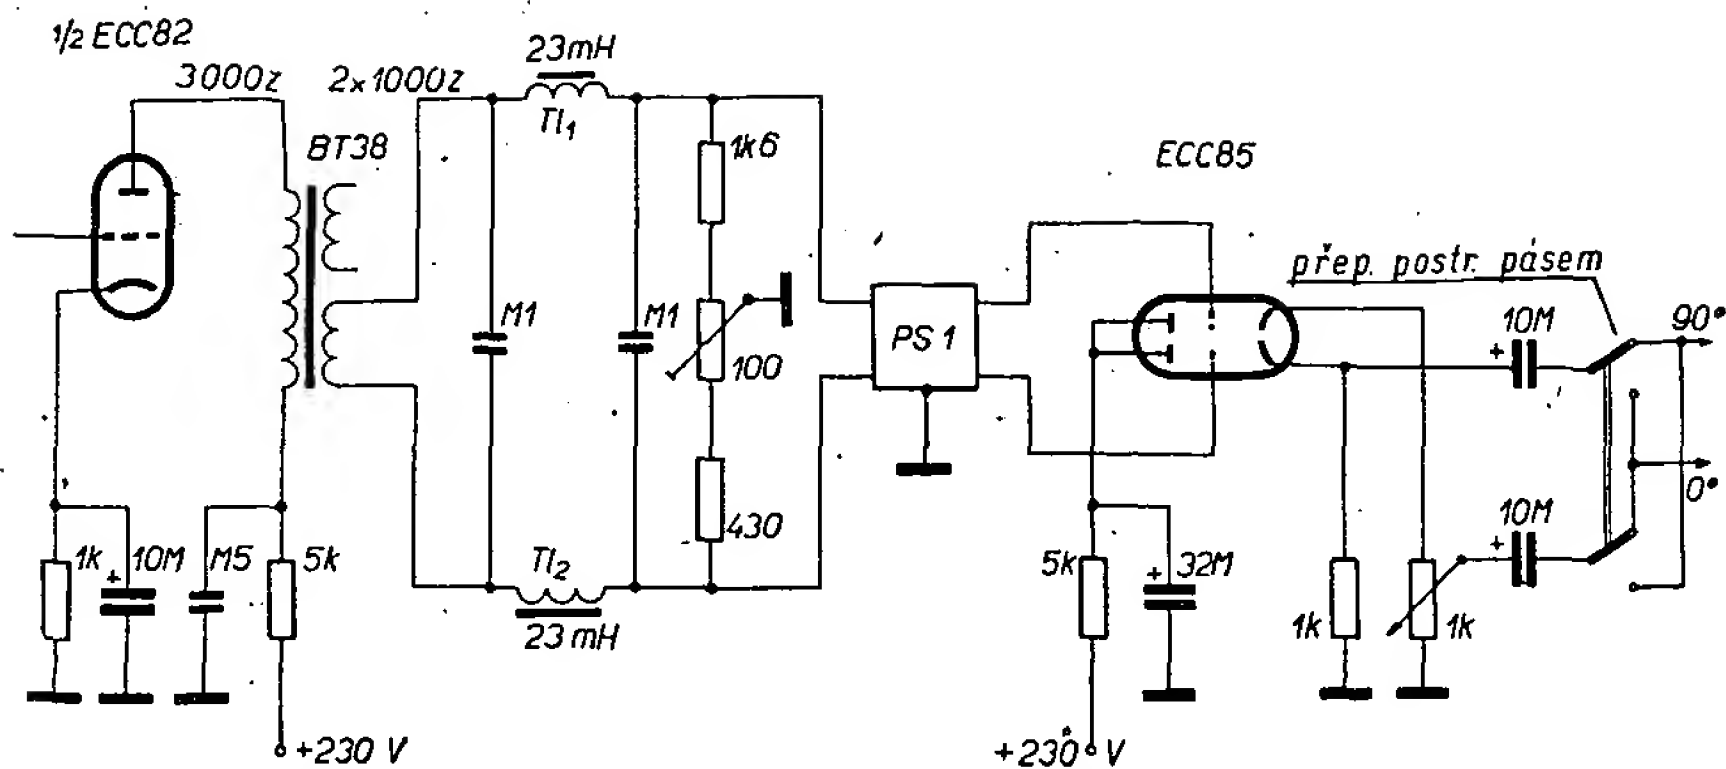 1/2 ECC82
3000z
2x1000z
23mH
Tl1
BT38
1k6
ECC85
přep. postr. pásem
M1
M1
100
PS 1
10M
90°
0°
430
1k
10M
M5
5k
Tl2
23mH
5k
32M
10M
1k
1k
+230 V
+230 V